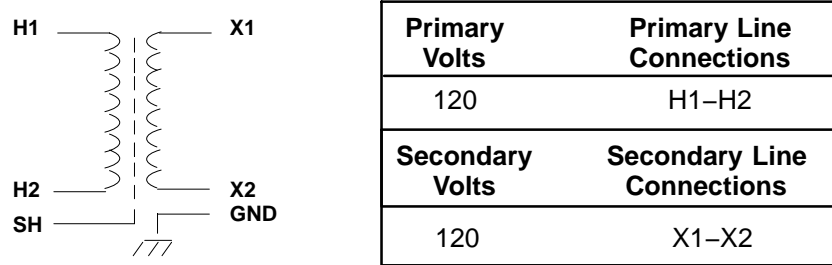 H1
X1
H2
X2
SH
GND
Primary Volts
Primary Line Connections
120
H1–H2
Secondary Volts
Secondary Line Connections
120
X1–X2